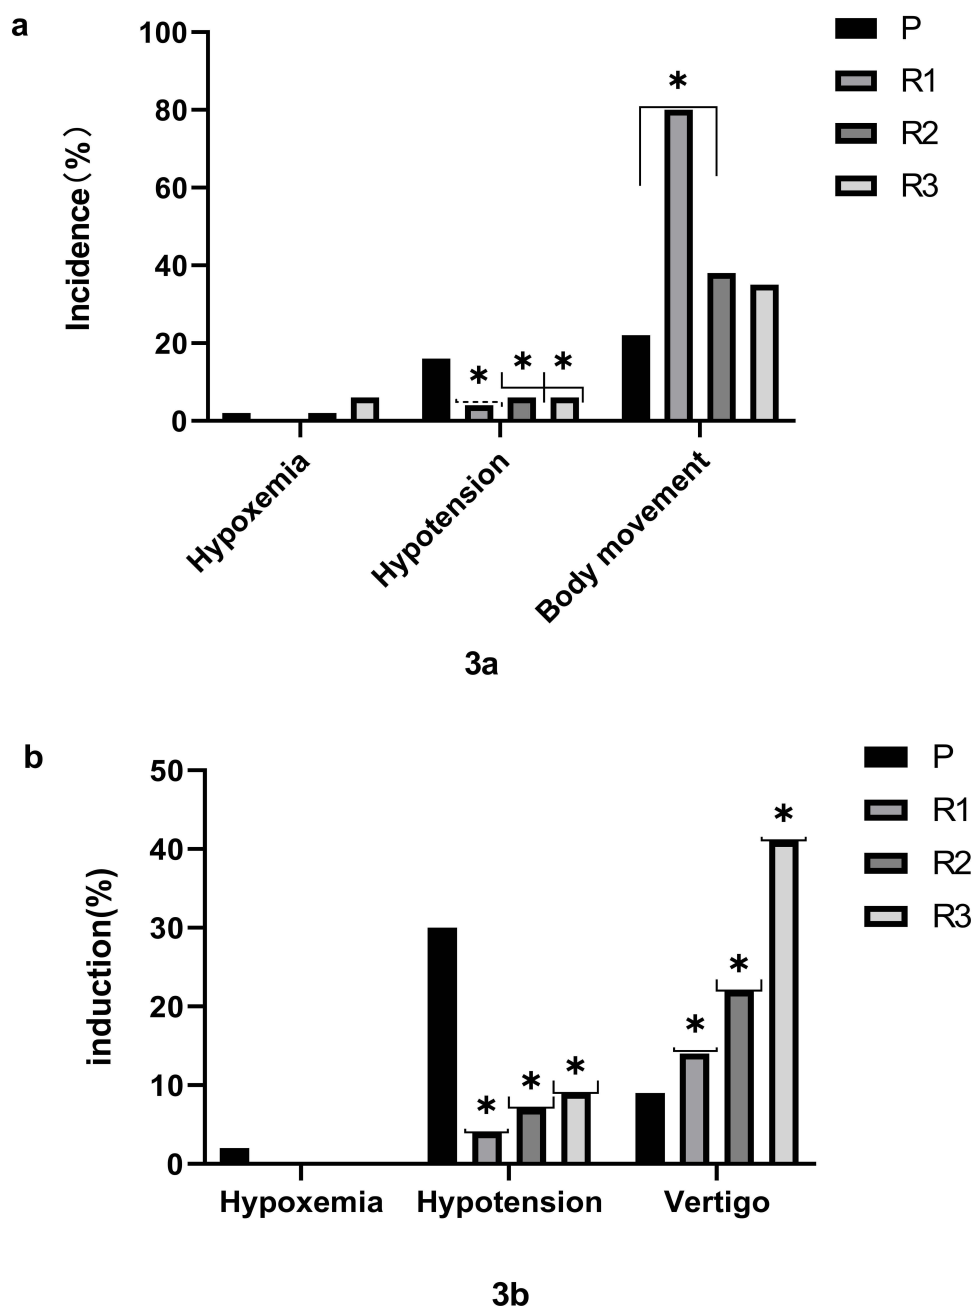 a
Incidence(%)
100
80
60
40
20
0
*
*
*
*
Hypoxemia
Hypotension
Body movement
P
R1
R2
R3
3a
b
induction(%)
50
40
30
20
10
0
*
*
*
*
*
*
Hypoxemia
Hypotension
Vertigo
P
R1
R2
R3
3b